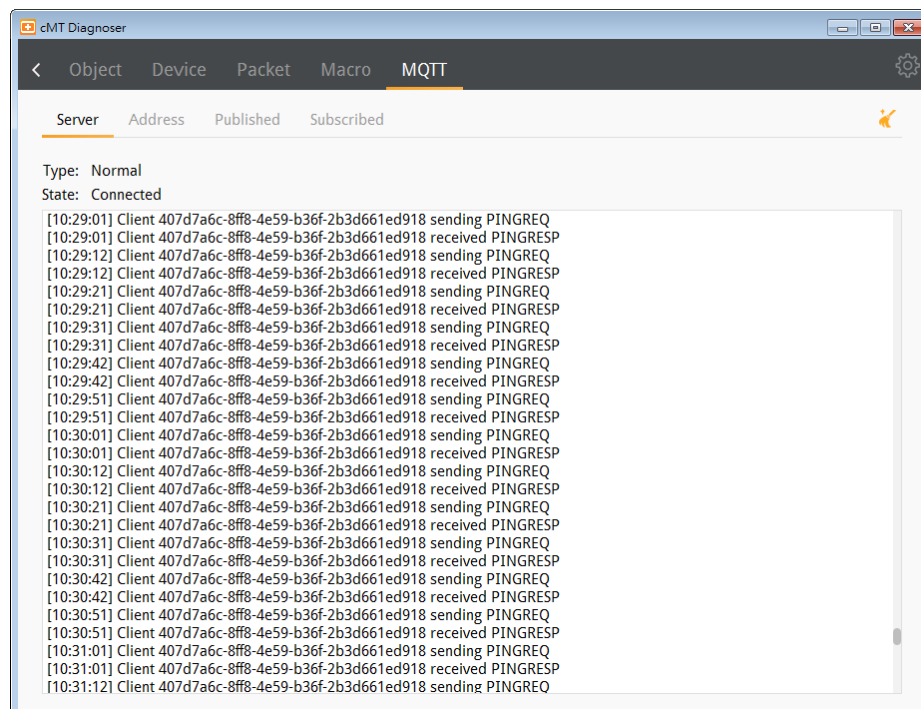 cMT Diagnoser
Object Device Packet Macro MQTT
Server Address Published Subscribed
Type: Normal
State: Connected
[10:29:01] Client 407d7a6c-8ff8-4e59-b36f-2b3d661ed918 sending PINGREQ
[10:29:01] Client 407d7a6c-8ff8-4e59-b36f-2b3d661ed918 received PINGRESP
[10:29:12] Client 407d7a6c-8ff8-4e59-b36f-2b3d661ed918 sending PINGREQ
[10:29:12] Client 407d7a6c-8ff8-4e59-b36f-2b3d661ed918 received PINGRESP
[10:29:21] Client 407d7a6c-8ff8-4e59-b36f-2b3d661ed918 sending PINGREQ
[10:29:21] Client 407d7a6c-8ff8-4e59-b36f-2b3d661ed918 received PINGRESP
[10:29:31] Client 407d7a6c-8ff8-4e59-b36f-2b3d661ed918 sending PINGREQ
[10:29:31] Client 407d7a6c-8ff8-4e59-b36f-2b3d661ed918 received PINGRESP
[10:29:42] Client 407d7a6c-8ff8-4e59-b36f-2b3d661ed918 sending PINGREQ
[10:29:42] Client 407d7a6c-8ff8-4e59-b36f-2b3d661ed918 received PINGRESP
[10:29:51] Client 407d7a6c-8ff8-4e59-b36f-2b3d661ed918 sending PINGREQ
[10:29:51] Client 407d7a6c-8ff8-4e59-b36f-2b3d661ed918 received PINGRESP
[10:30:01] Client 407d7a6c-8ff8-4e59-b36f-2b3d661ed918 sending PINGREQ
[10:30:01] Client 407d7a6c-8ff8-4e59-b36f-2b3d661ed918 received PINGRESP
[10:30:12] Client 407d7a6c-8ff8-4e59-b36f-2b3d661ed918 sending PINGREQ
[10:30:12] Client 407d7a6c-8ff8-4e59-b36f-2b3d661ed918 received PINGRESP
[10:30:21] Client 407d7a6c-8ff8-4e59-b36f-2b3d661ed918 sending PINGREQ
[10:30:21] Client 407d7a6c-8ff8-4e59-b36f-2b3d661ed918 received PINGRESP
[10:30:31] Client 407d7a6c-8ff8-4e59-b36f-2b3d661ed918 sending PINGREQ
[10:30:31] Client 407d7a6c-8ff8-4e59-b36f-2b3d661ed918 received PINGRESP
[10:30:42] Client 407d7a6c-8ff8-4e59-b36f-2b3d661ed918 sending PINGREQ
[10:30:42] Client 407d7a6c-8ff8-4e59-b36f-2b3d661ed918 received PINGRESP
[10:30:51] Client 407d7a6c-8ff8-4e59-b36f-2b3d661ed918 sending PINGREQ
[10:30:51] Client 407d7a6c-8ff8-4e59-b36f-2b3d661ed918 received PINGRESP
[10:31:01] Client 407d7a6c-8ff8-4e59-b36f-2b3d661ed918 sending PINGREQ
[10:31:01] Client 407d7a6c-8ff8-4e59-b36f-2b3d661ed918 received PINGRESP
[10:31:12] Client 407d7a6c-8ff8-4e59-b36f-2b3d661ed918 sending PINGREQ